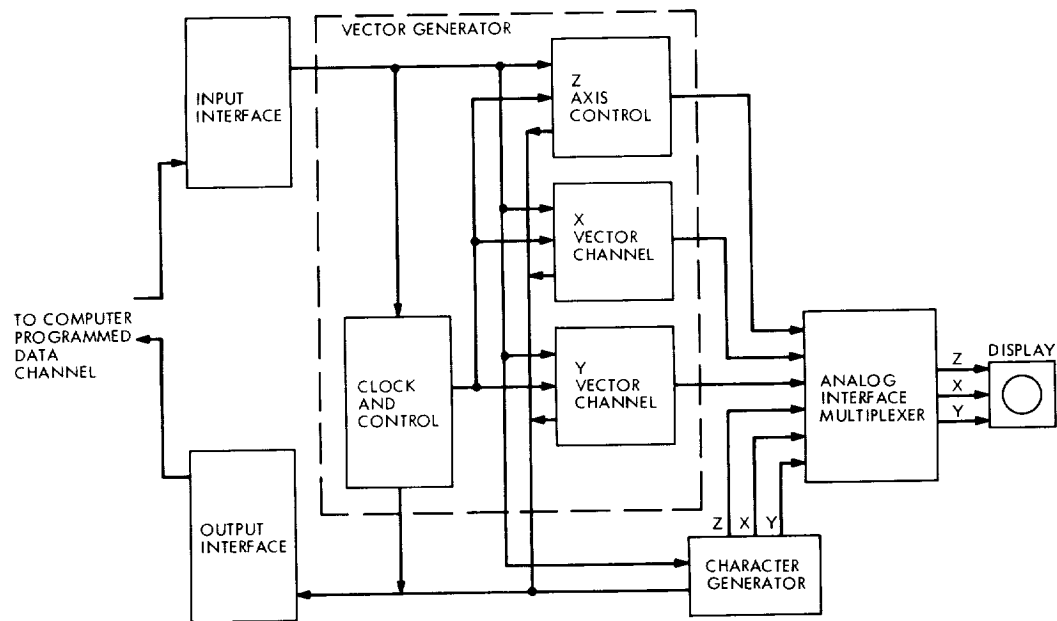 VECTOR GENERATOR
INPUT
INTERFACE
Z
AXIS
CONTROL
X
VECTOR
CHANNEL
TO COMPUTER
PROGRAMMED
DATA
CHANNEL
CLOCK
AND
CONTROL
Y
VECTOR
CHANNEL
ANALOG
INTERFACE
MULTIPLEXER
Z
X
Y
DISPLAY
OUTPUT
INTERFACE
Z X Y
CHARACTER
GENERATOR